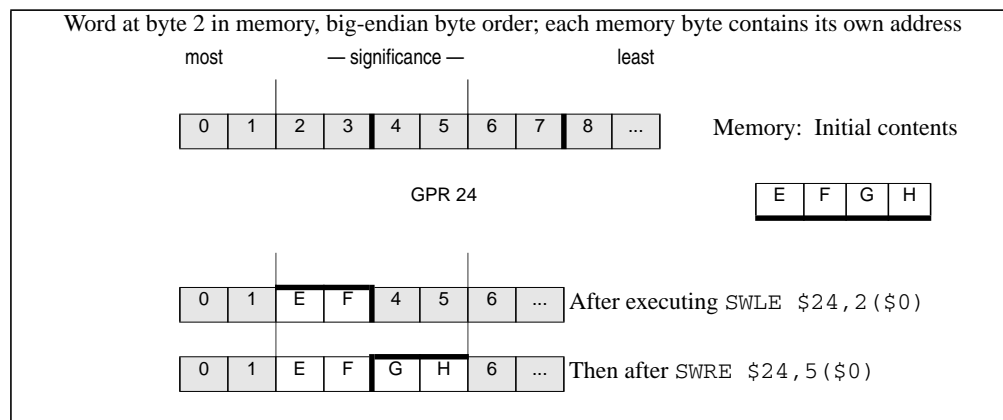 Word at byte 2 in memory, big-endian byte order; each memory byte contains its own address
most — significance — least
0 1 2 3 4 5 6 7 8 ... Memory: Initial contents
GPR 24 E F G H
0 1 E F 4 5 6 ... After executing SWLE $24,2($0)
0 1 E F G H 6 ... Then after SWRE $24,5($0)